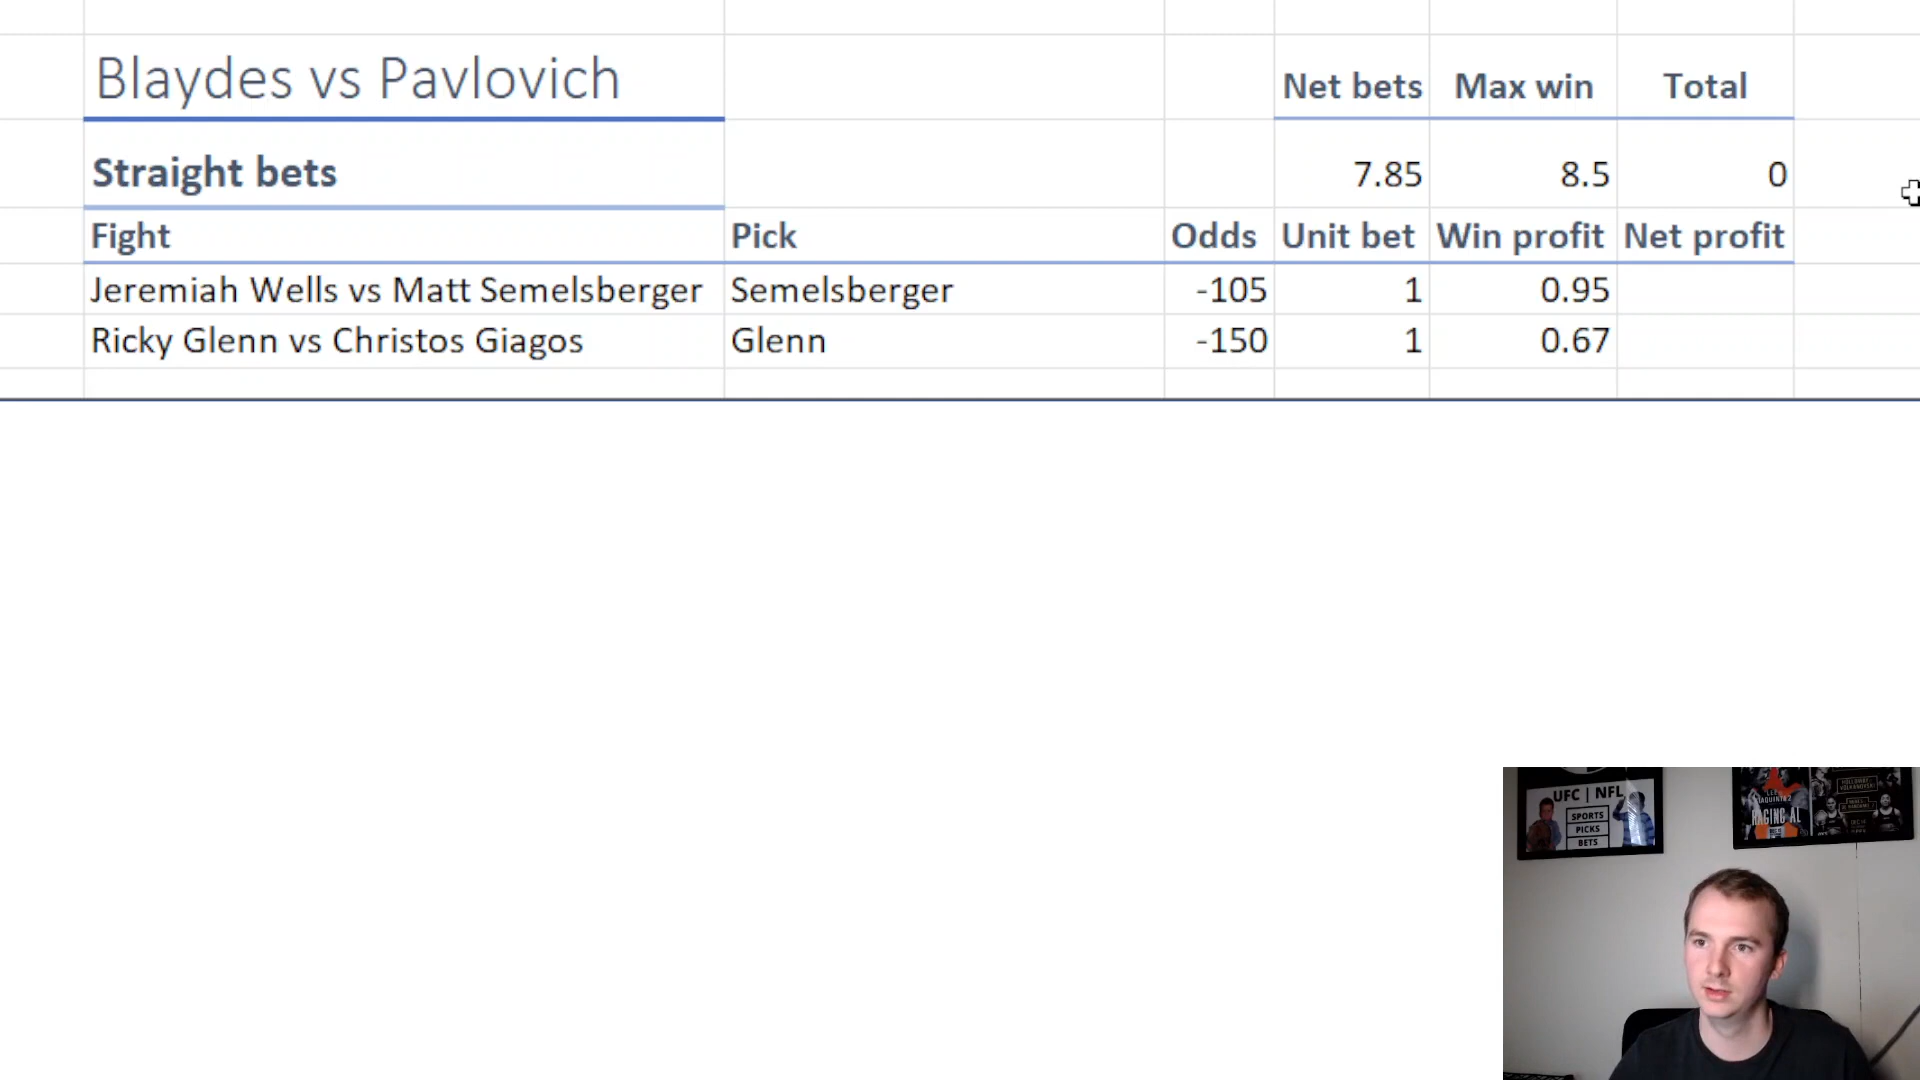 Blaydes vs Pavlovich
Net bets Max win Total
Straight bets 7.85 8.5 0
Fight Pick Odds Unit bet Win profit Net profit
Jeremiah Wells vs Matt Semelsberger Semelsberger -105 1 0.95
Ricky Glenn vs Christos Giagos Glenn -150 1 0.67
UFC | NFL
SPORTS
PICKS
BETS
RAGING AL